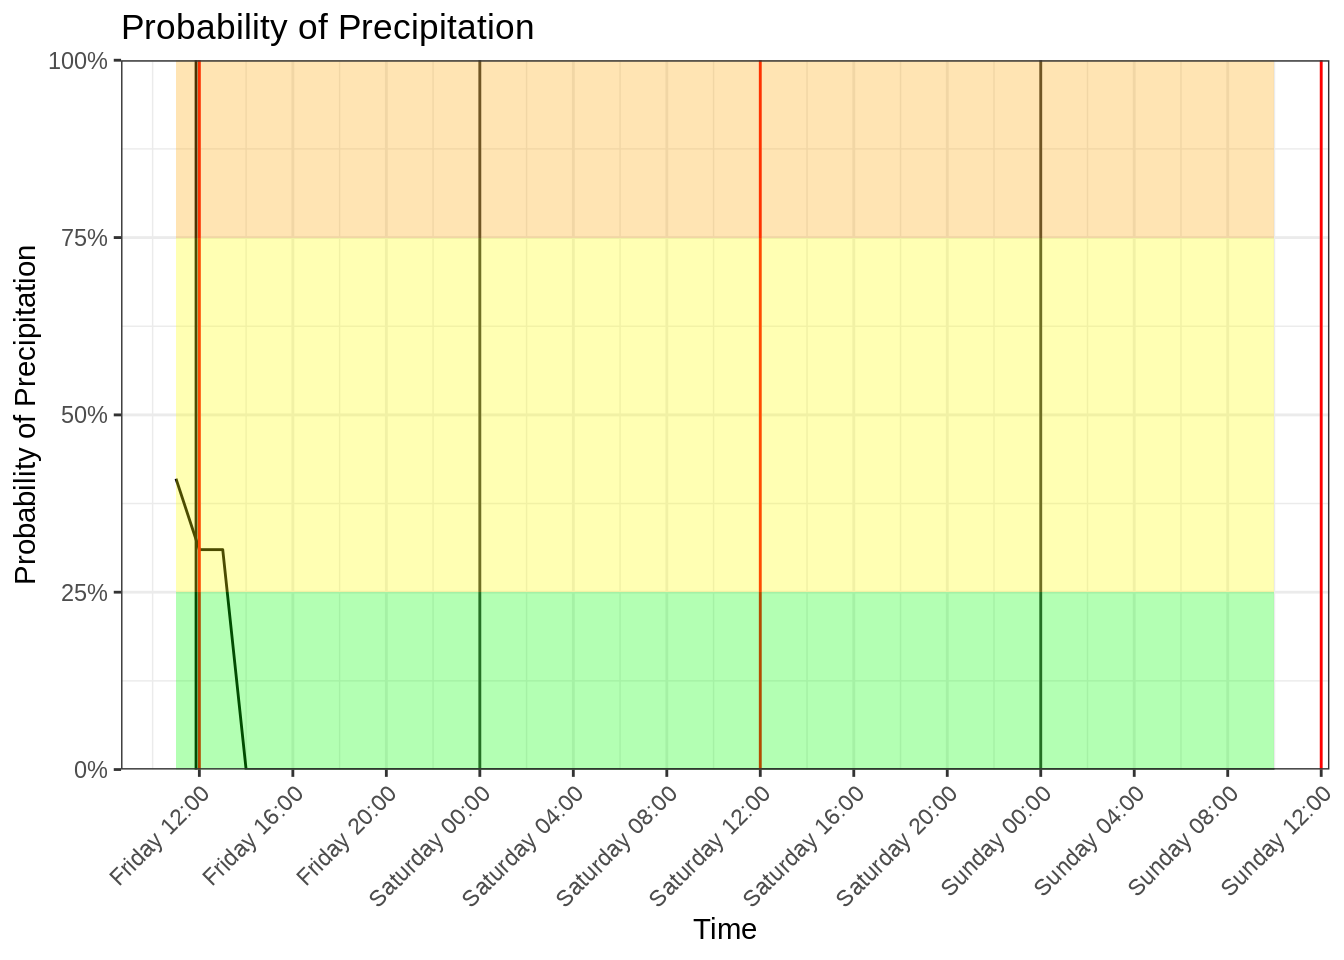 Probability of Precipitation
Probability of Precipitation
100%
75%
50%
25%
0%
Friday 12:00
Friday 16:00
Friday 20:00
Saturday 00:00
Saturday 04:00
Saturday 08:00
Saturday 12:00
Saturday 16:00
Saturday 20:00
Sunday 00:00
Sunday 04:00
Sunday 08:00
Sunday 12:00
Time